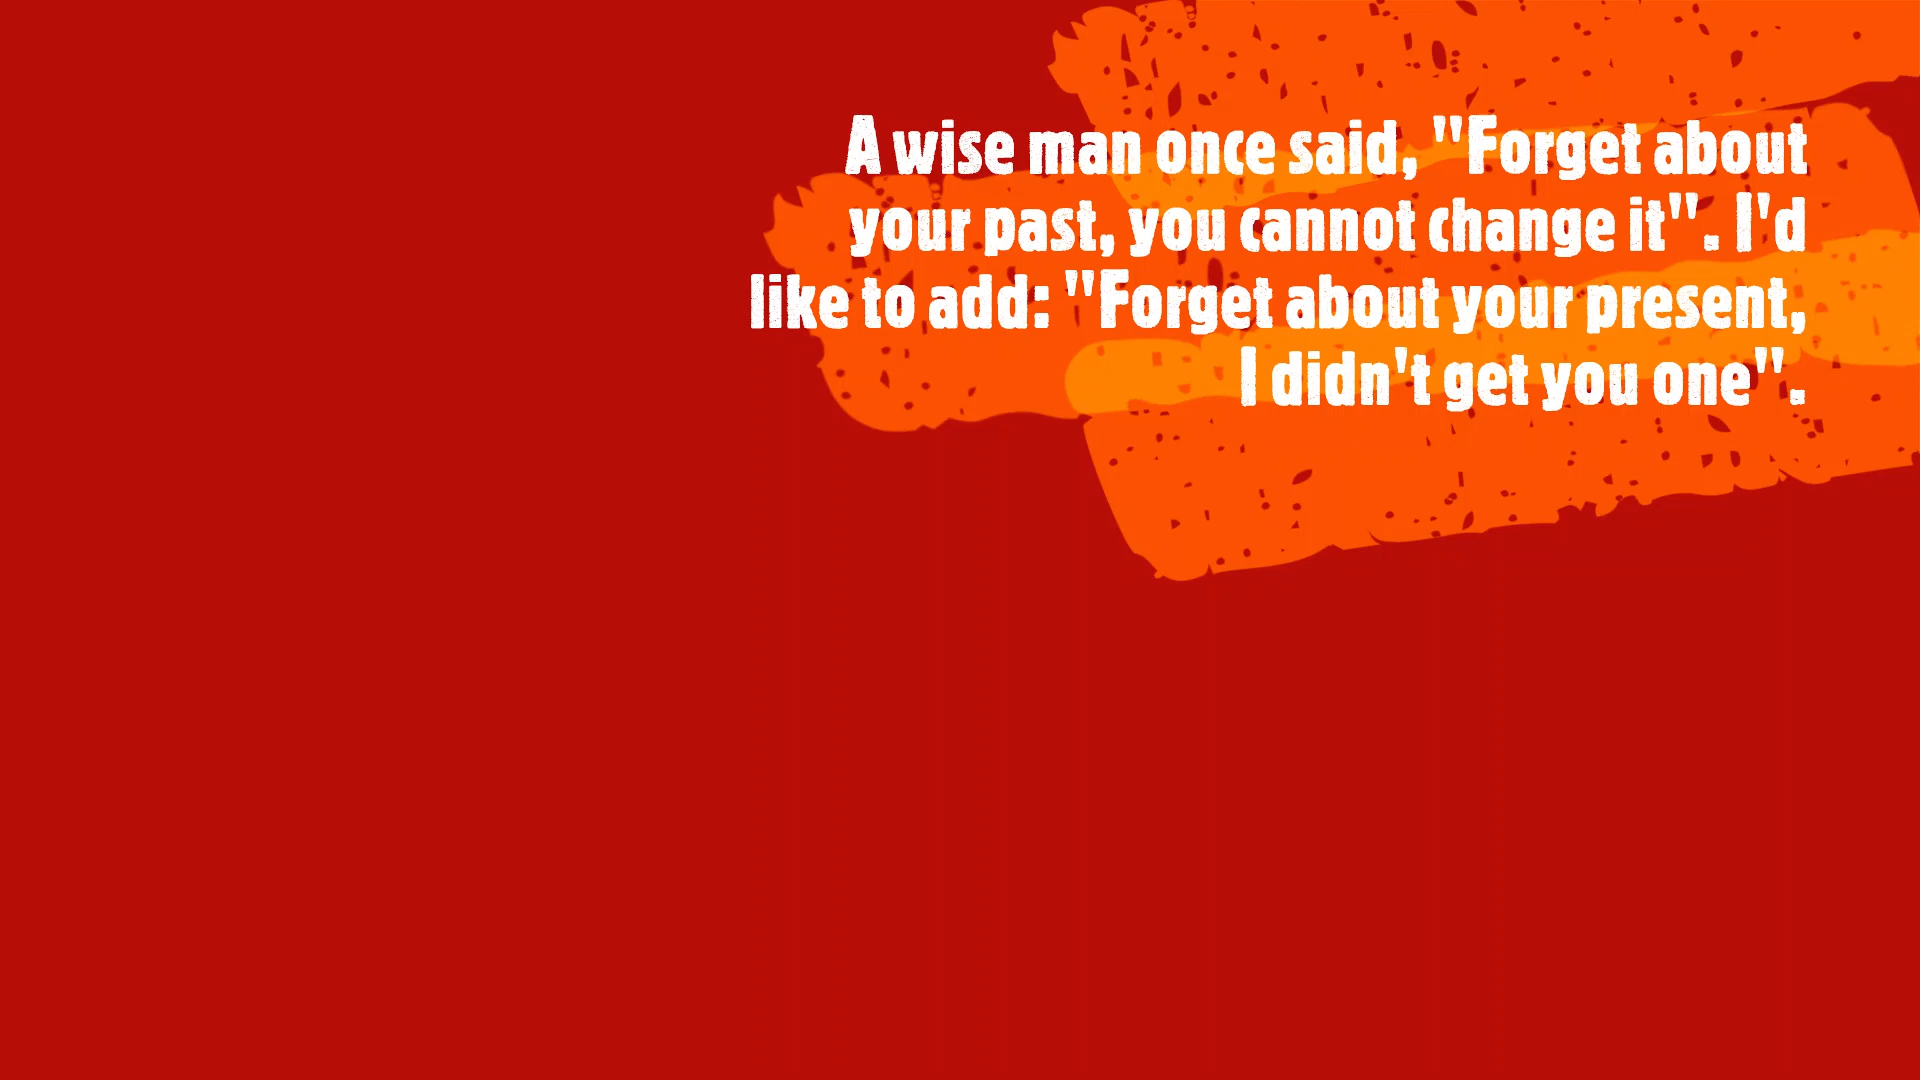 A wise man once said, "Forget about
your past, you cannot change it". I'd
like to add: "Forget about your present,
I didn't get you one".